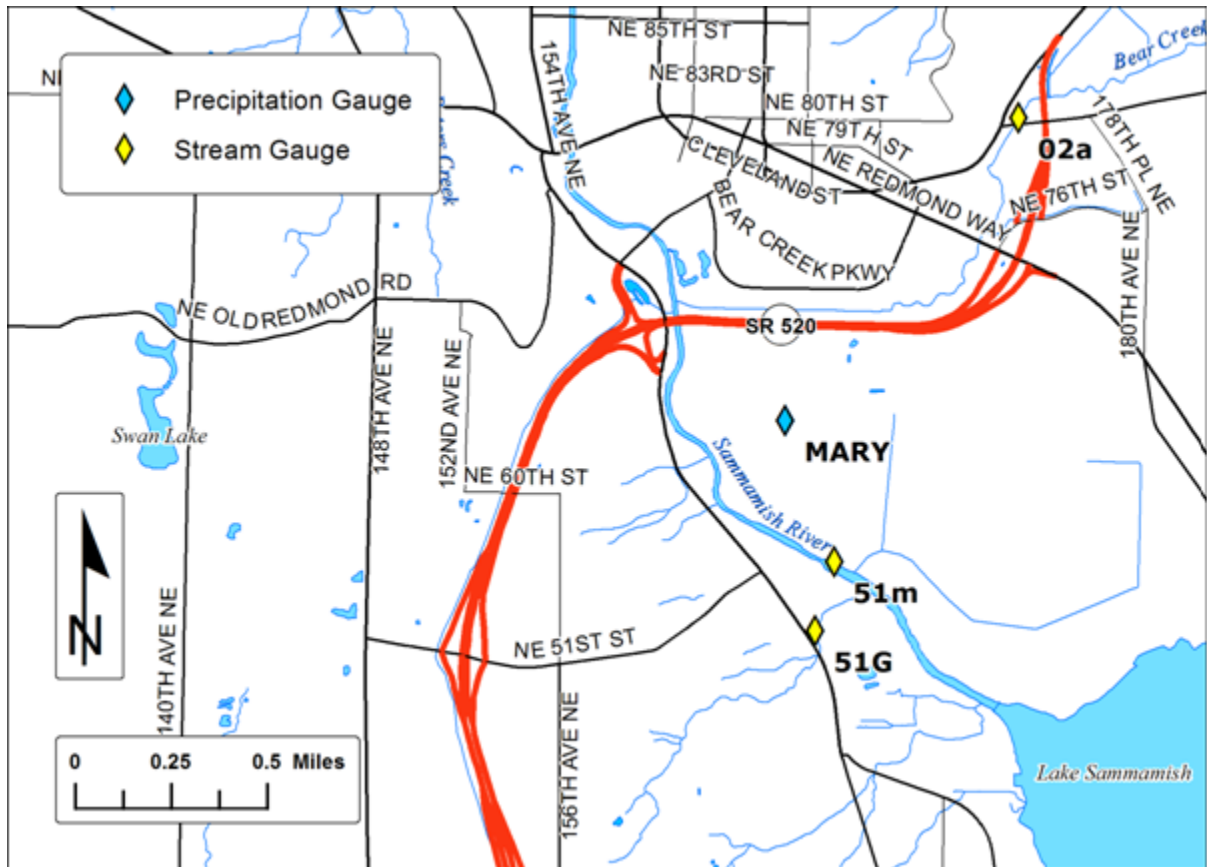 NE 85TH ST
Bear Creek
154TH AVE NE
NE
NE 83RD ST
Precipitation Gauge
NE 80TH ST
178TH PL NE
Stream Gauge
NE 79TH ST
02a
CLEVELAND ST
NE REDMOND WAY
Creek
NE 76TH ST
BEAR CREEK PKWY
NE OLD REDMOND RD
180TH AVE NE
SR 520
148TH AVE NE
152ND AVE NE
Swan Lake
MARY
NE 60TH ST
Sammamish River
N
51m
140TH AVE NE
NE 51ST ST
51G
156TH AVE NE
0 0.25 0.5 Miles
Lake Sammamish